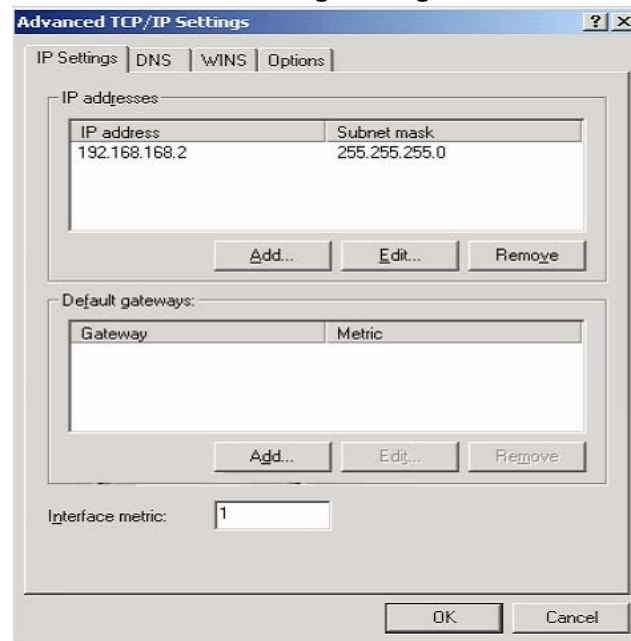 Advanced TCP/IP Settings ? ×
IP Settings DNS WINS Options
IP addresses
IP address Subnet mask
192.168.168.2 255.255.255.0
Add... Edit... Remove
Default gateways:
Gateway Metric
Add... Edit... Remove
Interface metric: 1
OK Cancel